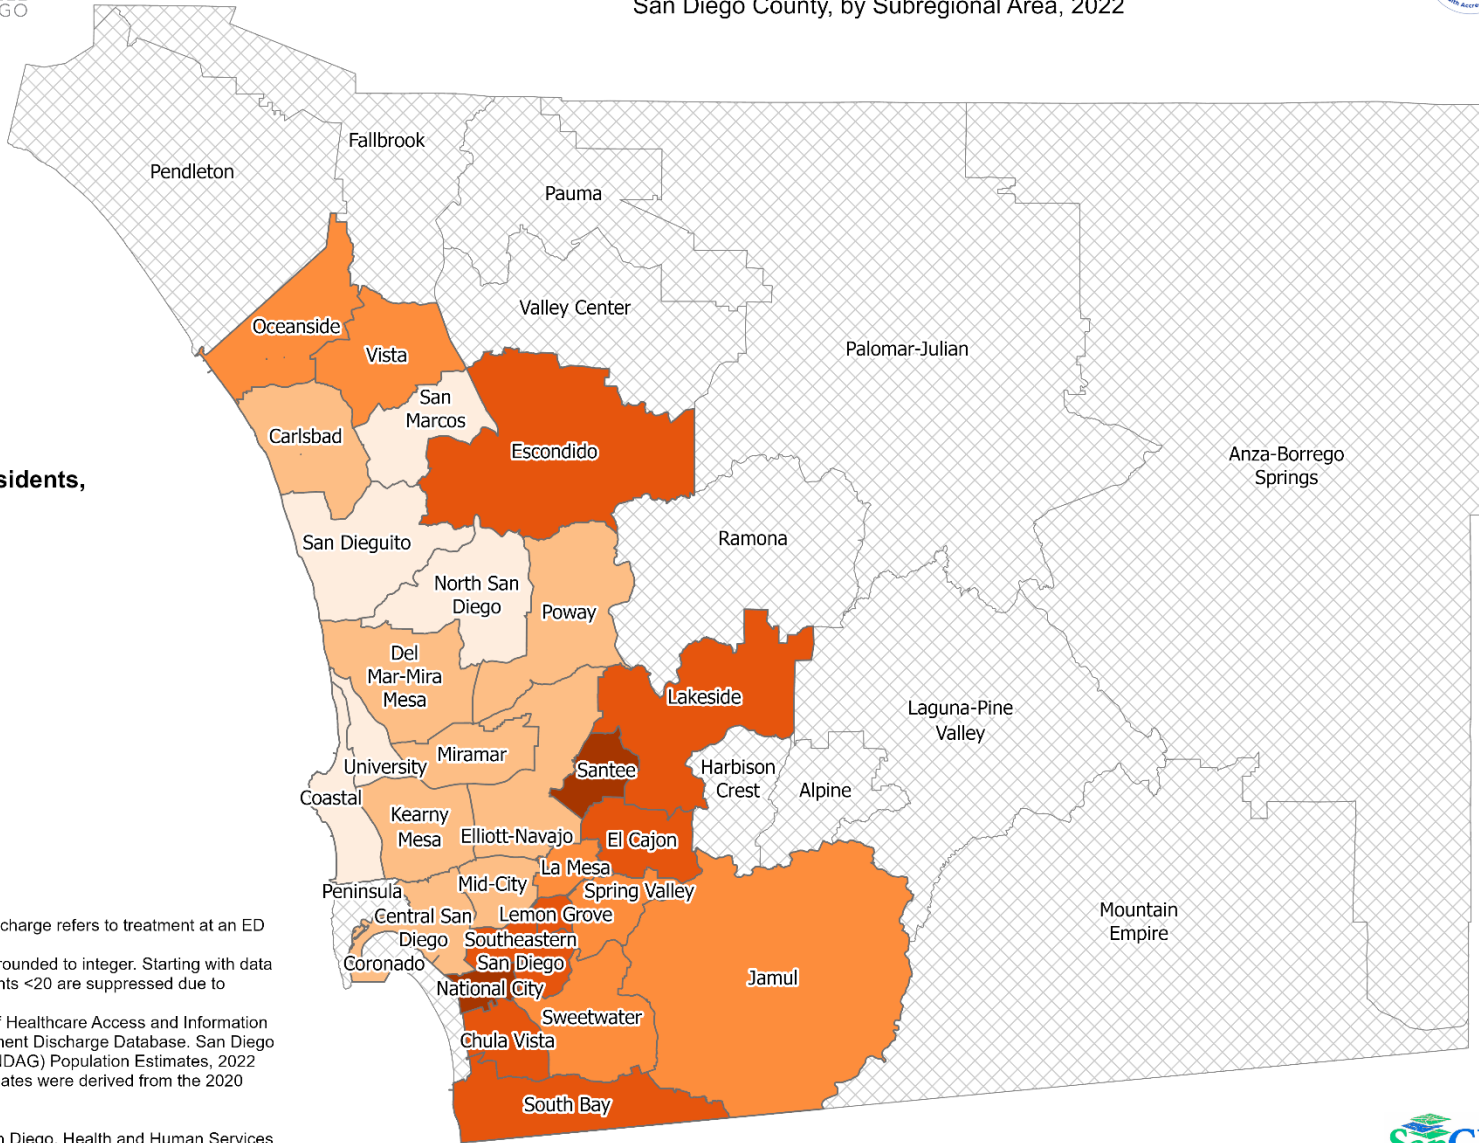 GO
San Diego County, by Subregional Area, 2022
Fallbrook
Pendleton
Pauma
Valley Center
Oceanside
Vista
Palomar-Julian
San
Marcos
Carlsbad
Escondido
Anza-Borrego
Springs
sidents,
San Dieguito
Ramona
North San
Diego
Poway
Del
Mar-Mira
Mesa
Lakeside
Laguna-Pine
Valley
Miramar
University
Santee
Harbison
Crest
Alpine
Coastal
Kearny
Mesa
Elliott-Navajo
El Cajon
La Mesa
Peninsula
Mid-City
Spring Valley
Central San
Diego
Lemon Grove
Mountain
Empire
charge refers to treatment at an ED
Southeastern
San Diego
Coronado
rounded to integer. Starting with data
nts <20 are suppressed due to
National City
Jamul
Sweetwater
f Healthcare Access and Information
Chula Vista
nent Discharge Database. San Diego
NDAG) Population Estimates, 2022
ates were derived from the 2020
South Bay
n Diego, Health and Human Services